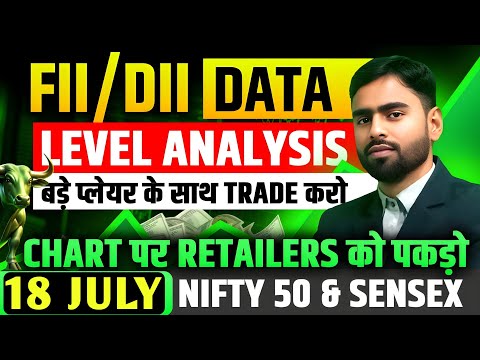 FII/DII DATA
LEVEL ANALYSIS
बड़े प्लेयर के साथ TRADE करो
CHART पर RETAILERS को पकड़ो
18 JULY NIFTY 50 & SENSEX